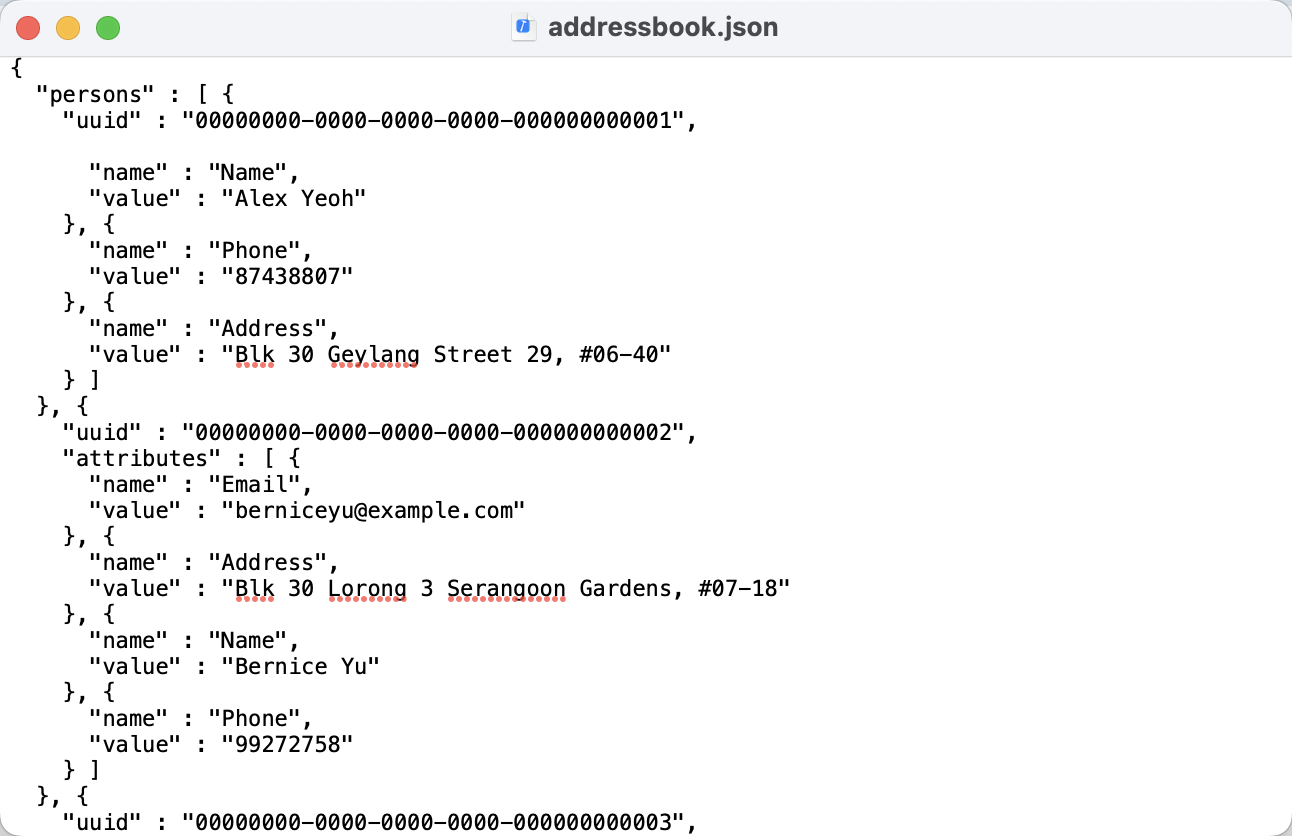 addressbook.json
{
  "persons" : [ {
    "uuid" : "00000000-0000-0000-0000-000000000001",

      "name" : "Name",
      "value" : "Alex Yeoh"
    }, {
      "name" : "Phone",
      "value" : "87438807"
    }, {
      "name" : "Address",
      "value" : "Blk 30 Geylang Street 29, #06-40"
    } ]
  }, {
    "uuid" : "00000000-0000-0000-0000-000000000002",
    "attributes" : [ {
      "name" : "Email",
      "value" : "berniceyu@example.com"
    }, {
      "name" : "Address",
      "value" : "Blk 30 Lorong 3 Serangoon Gardens, #07-18"
    }, {
      "name" : "Name",
      "value" : "Bernice Yu"
    }, {
      "name" : "Phone",
      "value" : "99272758"
    } ]
  }, {
    "uuid" : "00000000-0000-0000-0000-000000000003",